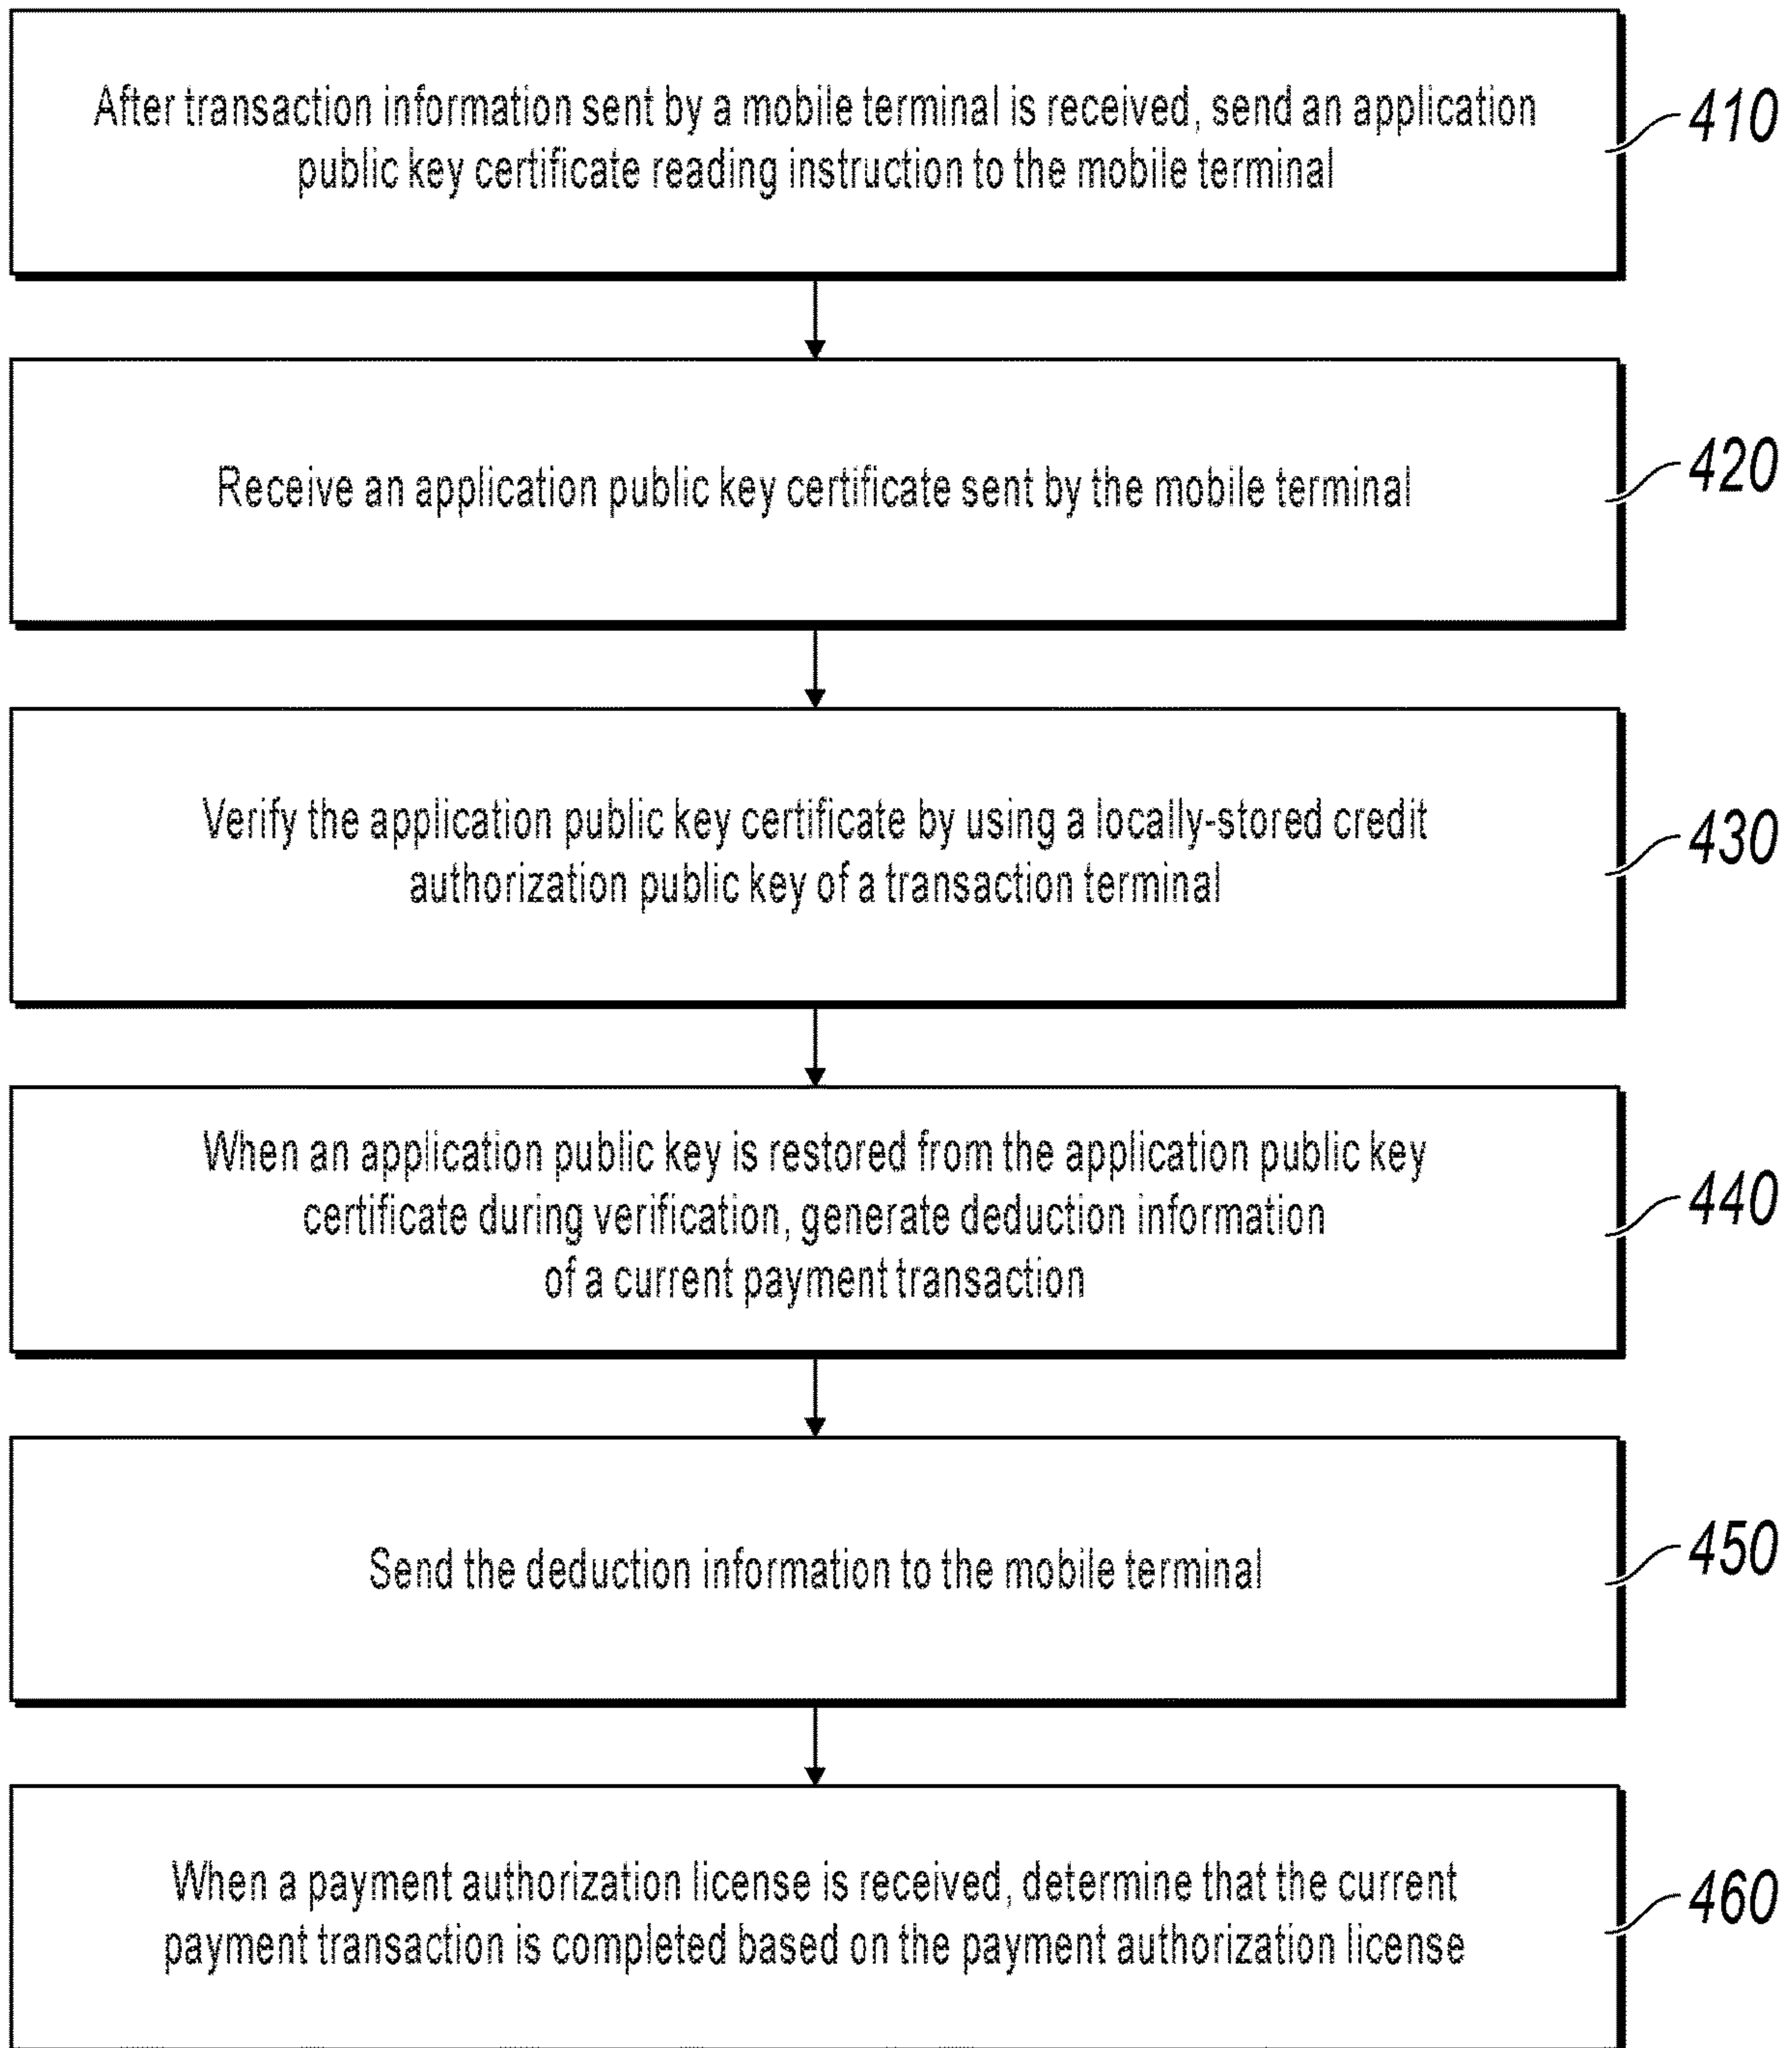 After transaction information sent by a mobile terminal is received, send an application
public key certificate reading instruction to the mobile terminal
410
Receive an application public key certificate sent by the mobile terminal
420
Verify the application public key certificate by using a locally-stored credit
authorization public key of a transaction terminal
430
When an application public key is restored from the application public key
certificate during verification, generate deduction information
of a current payment transaction
440
Send the deduction information to the mobile terminal
450
When a payment authorization license is received, determine that the current
payment transaction is completed based on the payment authorization license
460